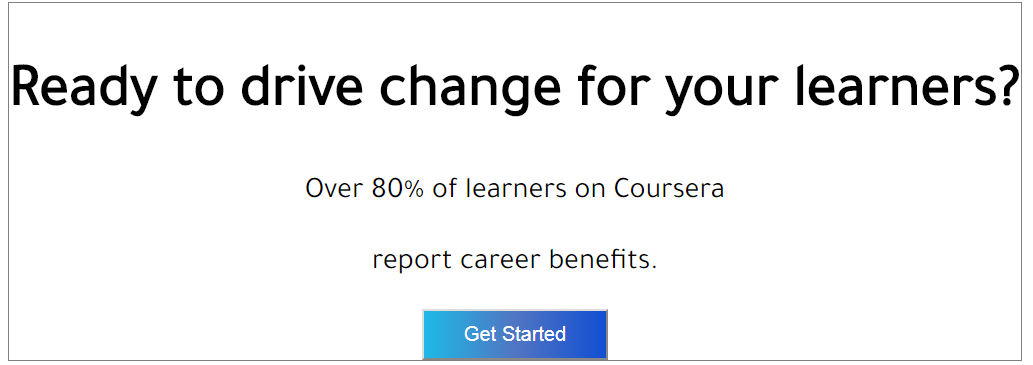 Ready to drive change for your learners?
Over 80% of learners on Coursera
report career benefits.
Get Started